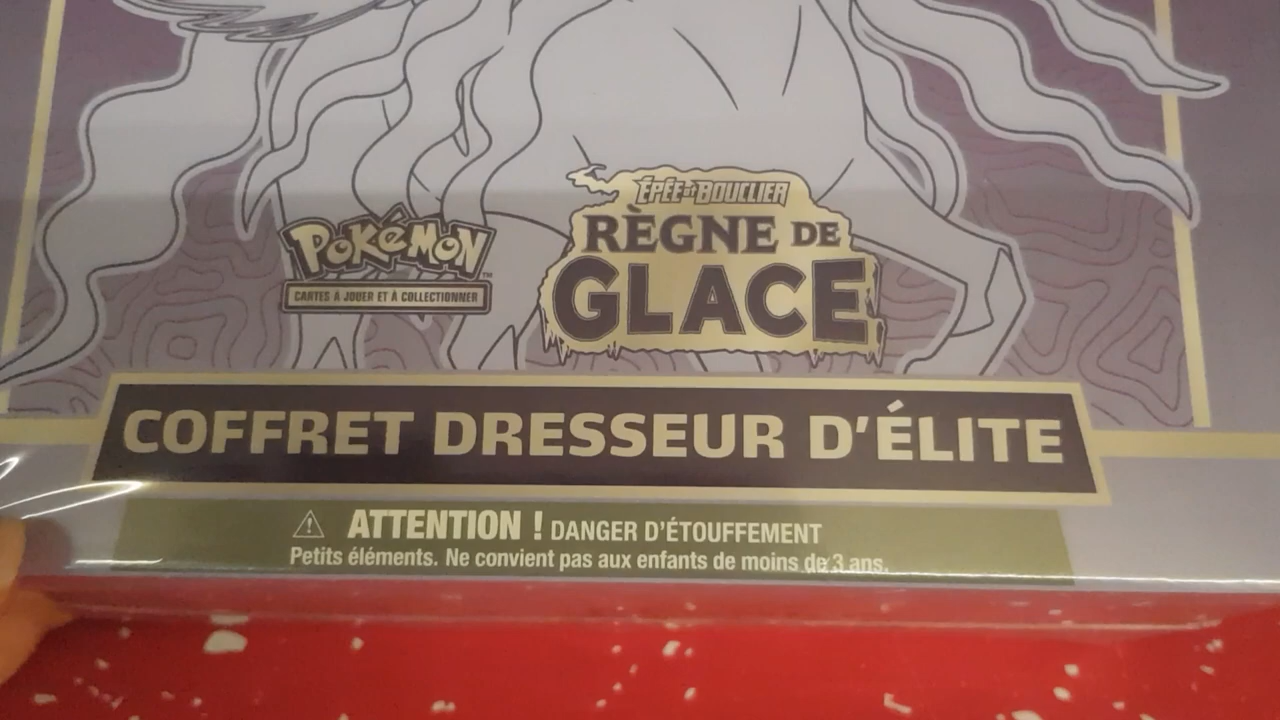 ÉPÉE ET BOUCLIER
RÈGNE DE
GLACE
POKéMON™
CARTES À JOUER ET À COLLECTIONNER
COFFRET DRESSEUR D'ÉLITE
⚠ ATTENTION ! DANGER D'ÉTOUFFEMENT
Petits éléments. Ne convient pas aux enfants de moins de 3 ans.